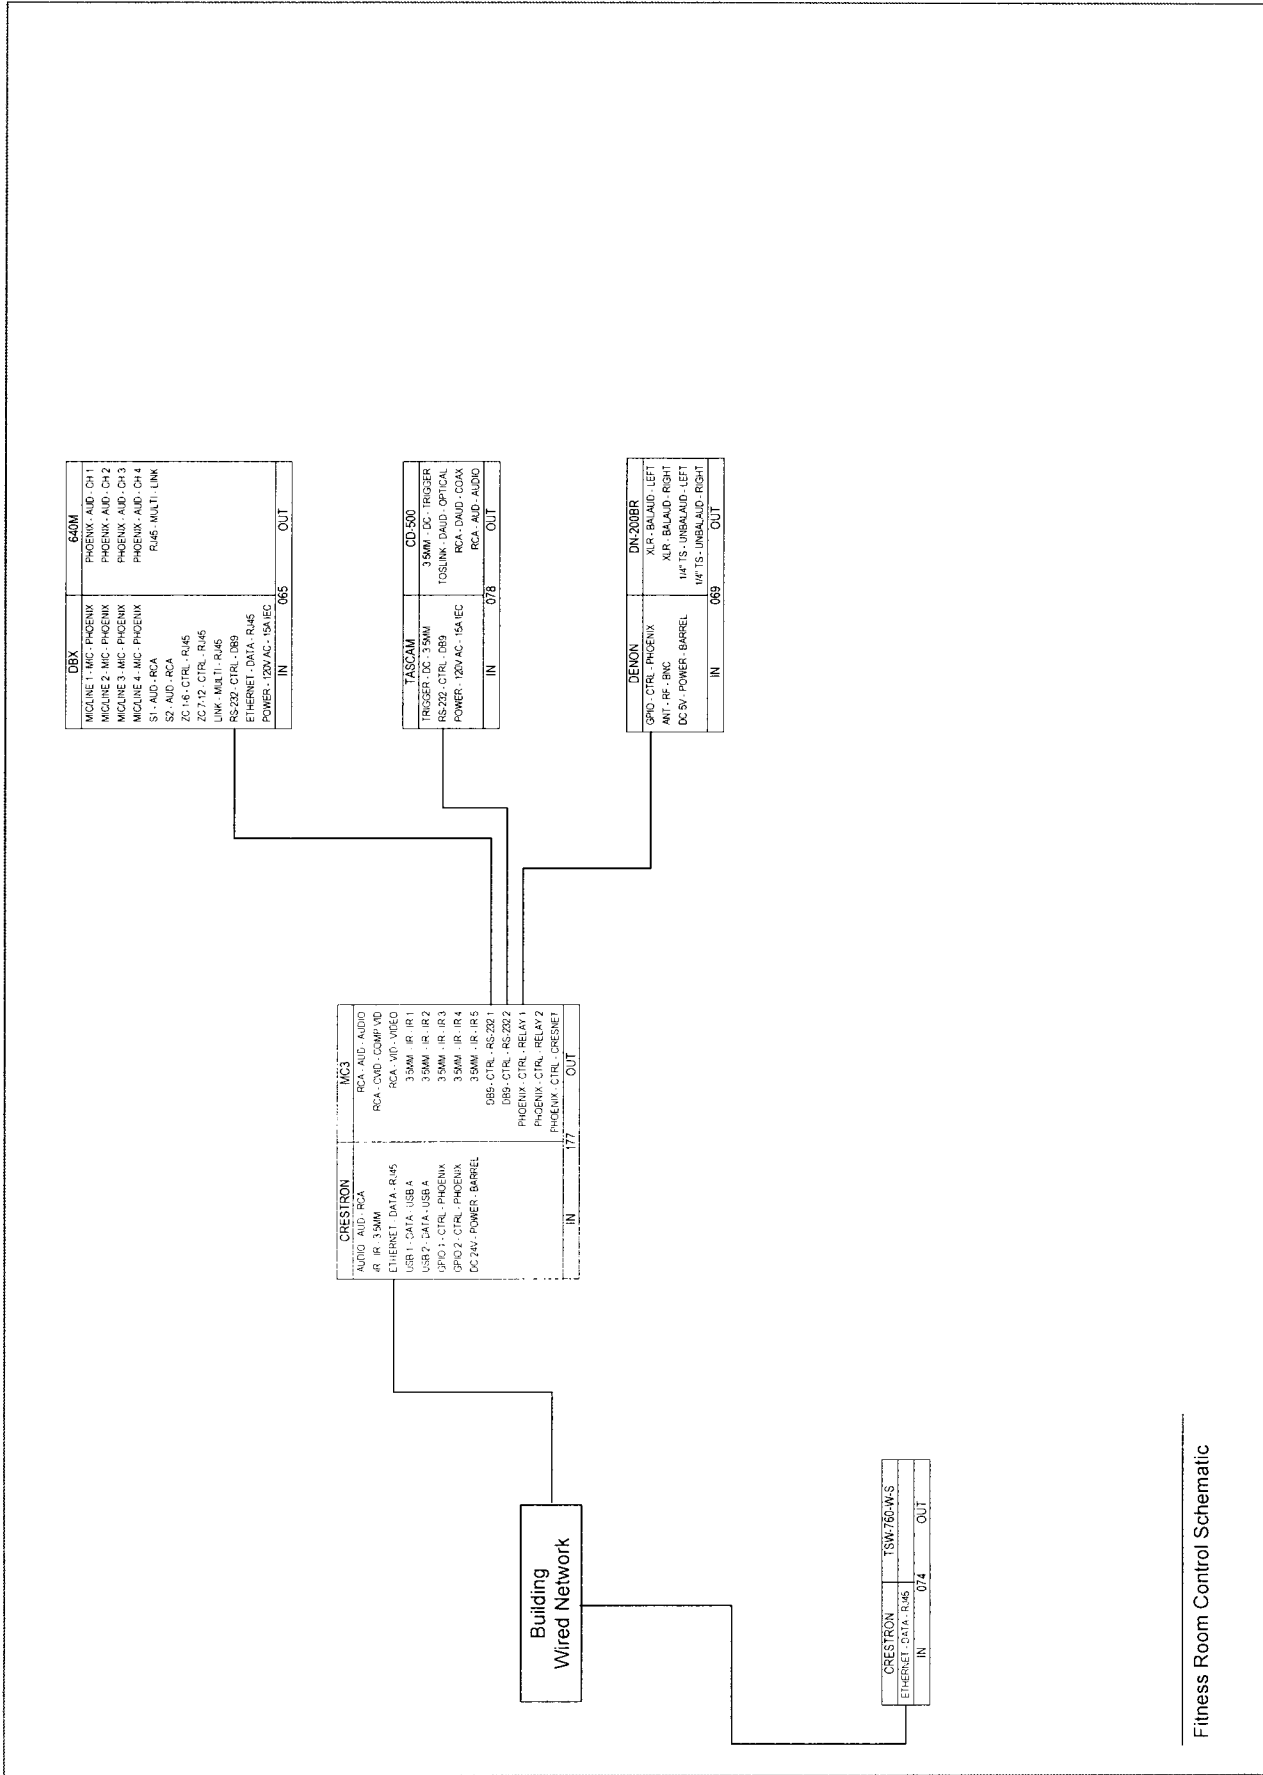 DBX 640M
MIC/LINE 1 - MIC - PHOENIX PHOENIX - AUD - CH 1
MIC/LINE 2 - MIC - PHOENIX PHOENIX - AUD - CH 2
MIC/LINE 3 - MIC - PHOENIX PHOENIX - AUD - CH 3
MIC/LINE 4 - MIC - PHOENIX PHOENIX - AUD - CH 4
S1 - AUD - RCA RJ45 - MULTI - LINK
S2 - AUD - RCA
ZC 1-6 - CTRL - RJ45
ZC 7-12 - CTRL - RJ45
LINK - MULTI - RJ45
RS-232 - CTRL - DB9
ETHERNET - DATA - RJ45
POWER - 120V AC - 15A IEC
IN 065 OUT
CRESTRON MC3
AUDIO - AUD - RCA RCA - AUD - AUDIO
IR - IR - 3.5MM RCA - CVID - COMP VID
ETHERNET - DATA - RJ45 RCA - VID - VIDEO
USB 1 - DATA - USB A 3.5MM - IR - IR 1
USB 2 - DATA - USB A 3.5MM - IR - IR 2
GPIO 1 - CTRL - PHOENIX 3.5MM - IR - IR 3
GPIO 2 - CTRL - PHOENIX 3.5MM - IR - IR 4
DC 24V - POWER - BARREL 3.5MM - IR - IR 5
DB9 - CTRL - RS-232 1
DB9 - CTRL - RS-232 2
PHOENIX - CTRL - RELAY 1
PHOENIX - CTRL - RELAY 2
PHOENIX - CTRL - CRESNET
IN 177 OUT
TASCAM CD-500
TRIGGER - DC - 3.5MM 3.5MM - DC - TRIGGER
RS-232 - CTRL - DB9 TOSLINK - DAUD - OPTICAL
POWER - 120V AC - 15A IEC RCA - DAUD - COAX
RCA - AUD - AUDIO
IN 078 OUT
Building
Wired Network
DENON DN-200BR
GPIO - CTRL - PHOENIX XLR - BALAUD - LEFT
ANT - RF - BNC XLR - BALAUD - RIGHT
DC 5V - POWER - BARREL 1/4" TS - UNBALAUD - LEFT
1/4" TS - UNBALAUD - RIGHT
IN 069 OUT
CRESTRON TSW-760-W-S
ETHERNET - DATA - RJ45
IN 074 OUT
Fitness Room Control Schematic